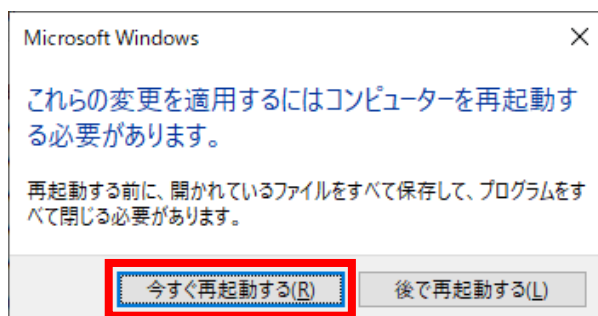 Microsoft Windows
これらの変更を適用するにはコンピューターを再起動す
る必要があります。
再起動する前に、開かれているファイルをすべて保存して、プログラムをす
べて閉じる必要があります。
今すぐ再起動する(R)
後で再起動する(L)